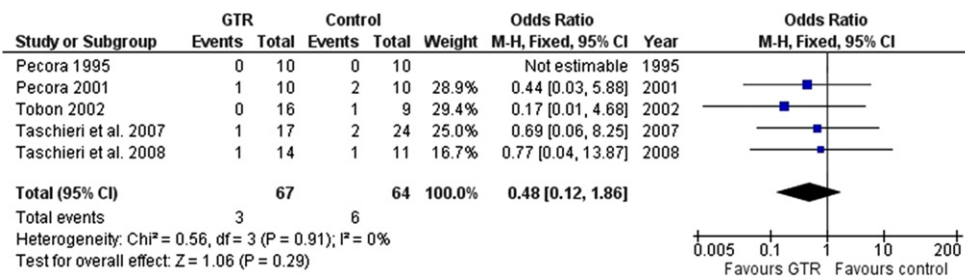 GTR Control Odds Ratio Odds Ratio
Study or Subgroup Events Total Events Total Weight M-H, Fixed, 95% CI Year M-H, Fixed, 95% CI
Pecora 1995 0 10 0 10 Not estimable 1995
Pecora 2001 1 10 2 10 28.9% 0.44 [0.03, 5.88] 2001
Tobon 2002 0 16 1 9 29.4% 0.17 [0.01, 4.68] 2002
Taschieri et al. 2007 1 17 2 24 25.0% 0.69 [0.06, 8.25] 2007
Taschieri et al. 2008 1 14 1 11 16.7% 0.77 [0.04, 13.87] 2008
Total (95% CI) 67 64 100.0% 0.48 [0.12, 1.86]
Total events 3 6
Heterogeneity: Chi² = 0.56, df = 3 (P = 0.91); I² = 0%
Test for overall effect: Z = 1.06 (P = 0.29)
0.005 0.1 1 10 200
Favours GTR Favours control